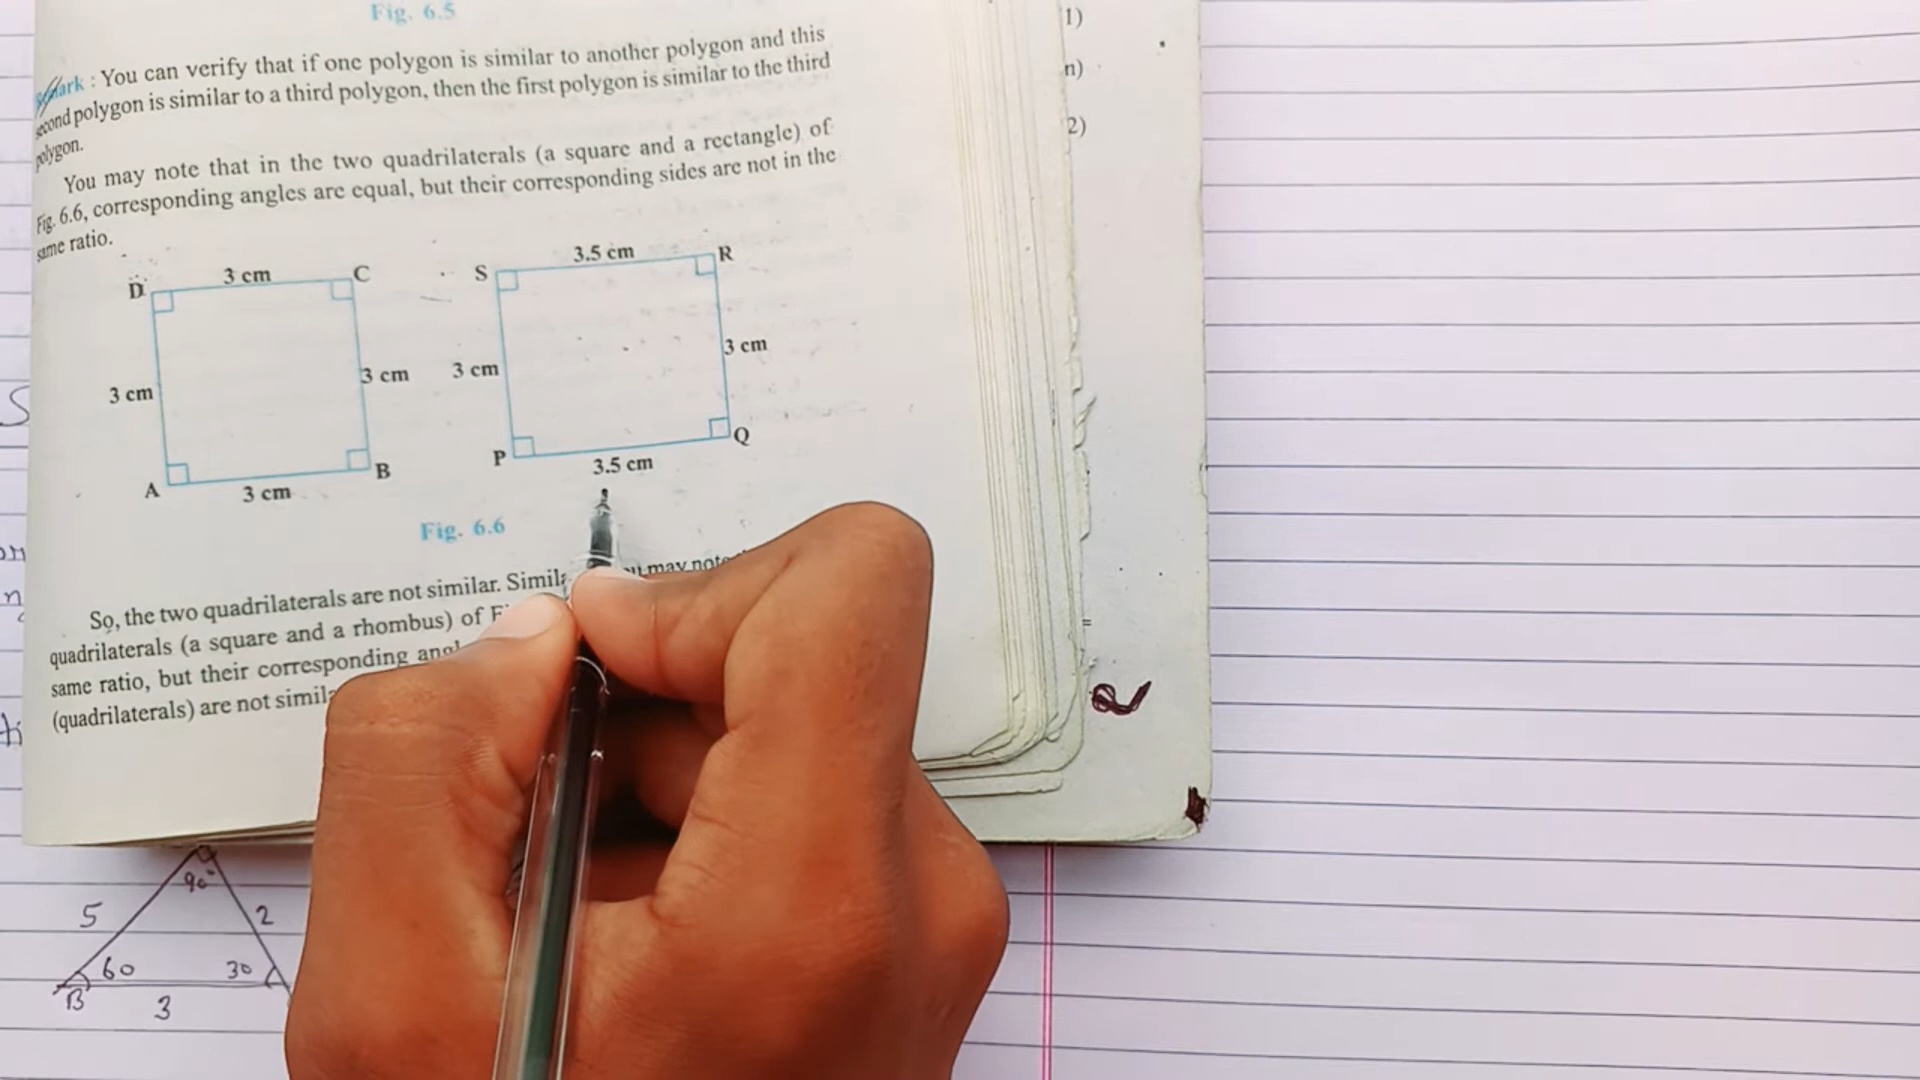 Fig. 6.5
: You can verify that if one polygon is similar to another polygon and this
second polygon is similar to a third polygon, then the first polygon is similar to the third
polygon.
You may note that in the two quadrilaterals (a square and a rectangle) of
Fig. 6.6, corresponding angles are equal, but their corresponding sides are not in the
same ratio.
D 3 cm C S 3.5 cm R
3 cm 3 cm 3 cm 3 cm
A 3 cm B P 3.5 cm Q
Fig. 6.6
So, the two quadrilaterals are not similar. may note
quadrilaterals (a square and a rhombus) of
same ratio, but their corresponding
(quadrilaterals) are not
1)
n)
2)
=
90°
5 2
60 30
B 3